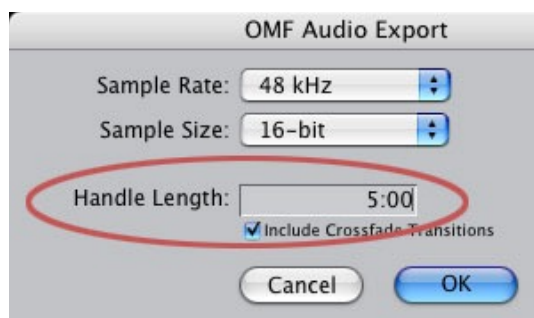 OMF Audio Export
Sample Rate: 48 kHz
Sample Size: 16-bit
Handle Length: 5:00
Include Crossfade Transitions
Cancel OK